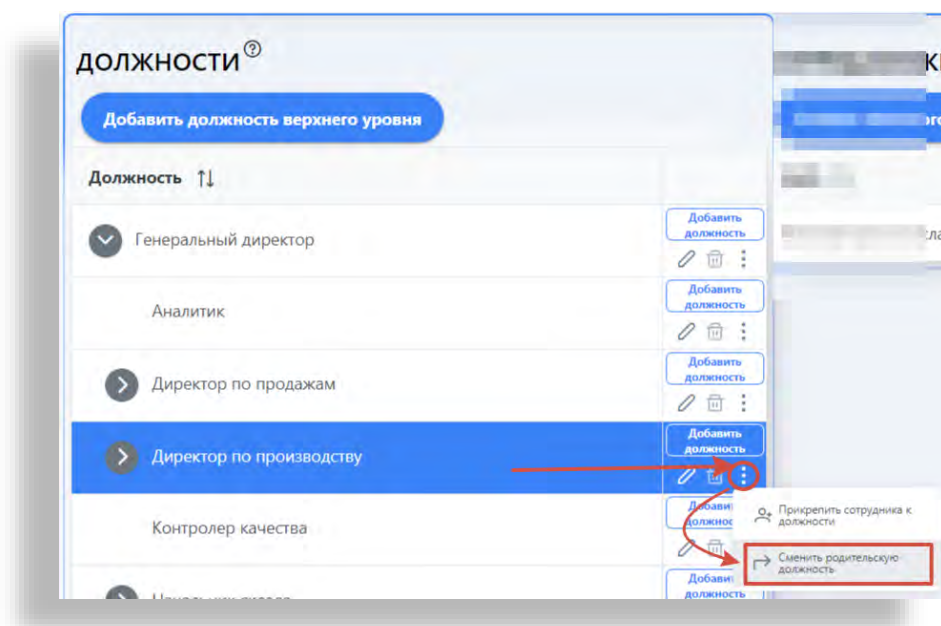 ДОЛЖНОСТИ
Добавить должность верхнего уровня
Должность
Генеральный директор
Добавить
должность
Аналитик
Добавить
должность
Директор по продажам
Добавить
должность
Директор по производству
Добавить
должность
Прикрепить сотрудника к
должности
Контролер качества
Сменить родительскую
должность